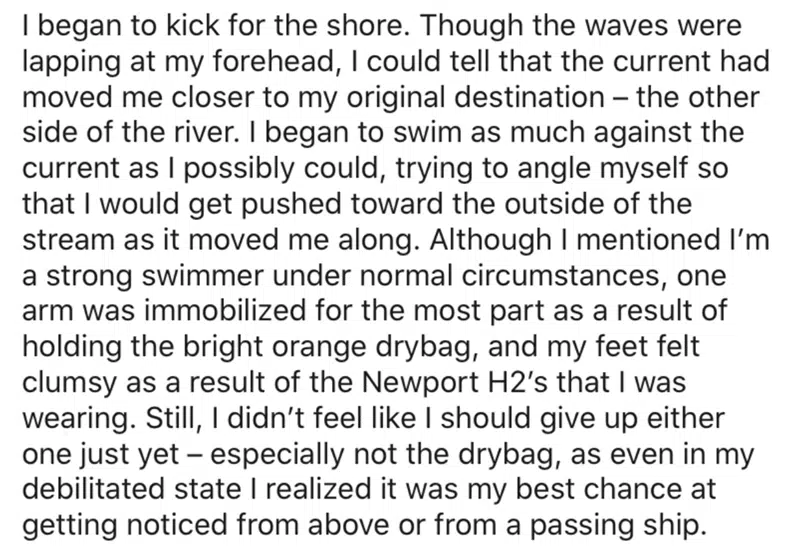 I began to kick for the shore. Though the waves were
lapping at my forehead, I could tell that the current had
moved me closer to my original destination – the other
side of the river. I began to swim as much against the
current as I possibly could, trying to angle myself so
that I would get pushed toward the outside of the
stream as it moved me along. Although I mentioned I’m
a strong swimmer under normal circumstances, one
arm was immobilized for the most part as a result of
holding the bright orange drybag, and my feet felt
clumsy as a result of the Newport H2’s that I was
wearing. Still, I didn’t feel like I should give up either
one just yet – especially not the drybag, as even in my
debilitated state I realized it was my best chance at
getting noticed from above or from a passing ship.